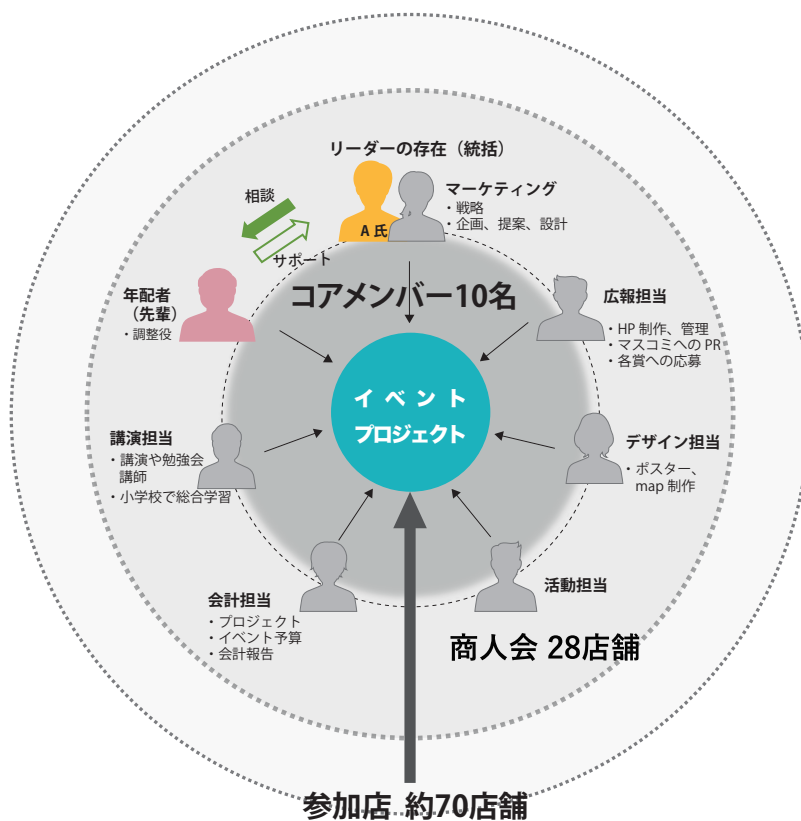 リーダーの存在（統括）
マーケティング
・戦略
・企画、提案、設計
A 氏
相談
サポート
コアメンバー10名
年配者
（先輩）
・調整役
広報担当
・HP 制作、管理
・マスコミへの PR
・各賞への応募
イベント
プロジェクト
講演担当
・講演や勉強会
講師
・小学校で総合学習
デザイン担当
・ポスター、
map 制作
会計担当
・プロジェクト
・イベント予算
・会計報告
活動担当
商人会 28店舗
参加店 約70店舗